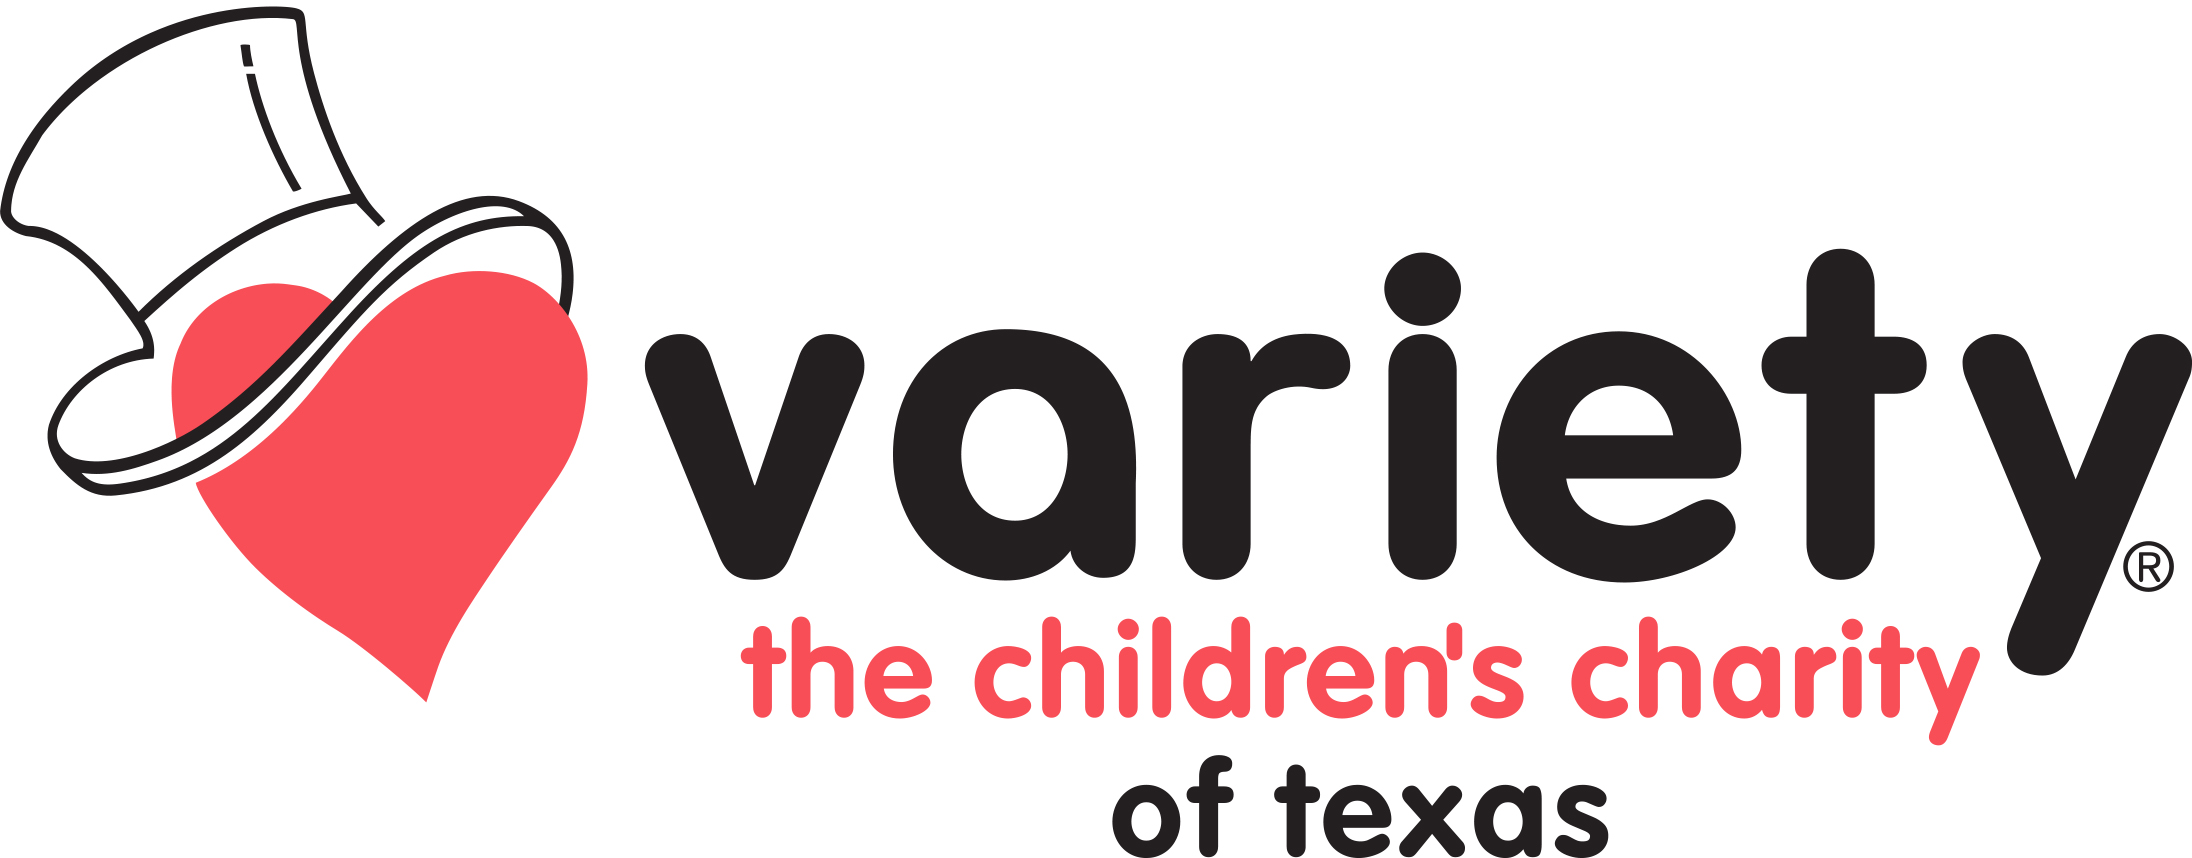 variety®
the children's charity
of texas